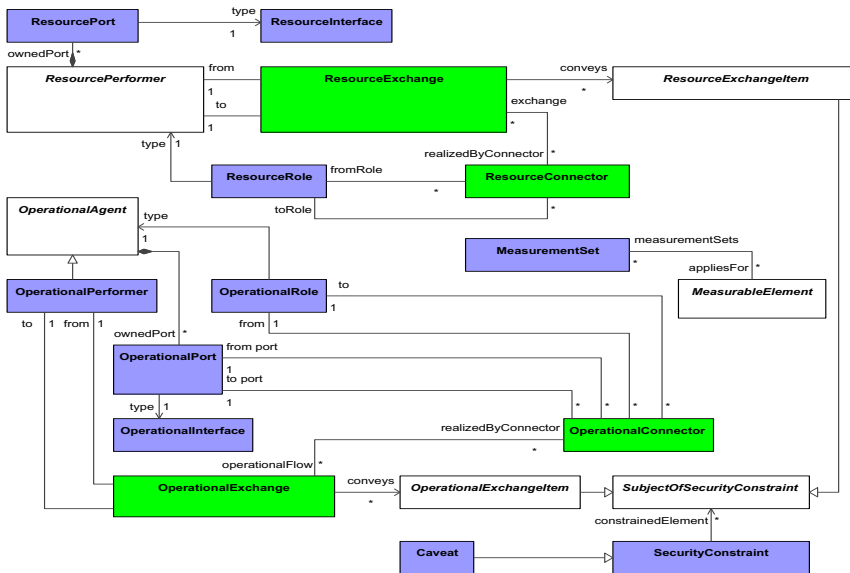 ResourcePort
type
1
ResourceInterface
ownedPort
*
ResourcePerformer
from
1
to
1
ResourceExchange
conveys
*
ResourceExchangeItem
exchange
*
type
1
realizedByConnector
*
ResourceRole
fromRole
*
ResourceConnector
toRole
*
OperationalAgent
type
1
MeasurementSet
measurementSets
*
appliesFor
*
MeasurableElement
OperationalPerformer
OperationalRole
to
1
to
1
from
1
from
1
ownedPort
*
OperationalPort
from port
1
to port
1
type
1
*
*
*
*
OperationalInterface
realizedByConnector
*
OperationalConnector
operationalFlow
*
OperationalExchange
conveys
*
OperationalExchangeItem
SubjectOfSecurityConstraint
constrainedElement
*
Caveat
SecurityConstraint